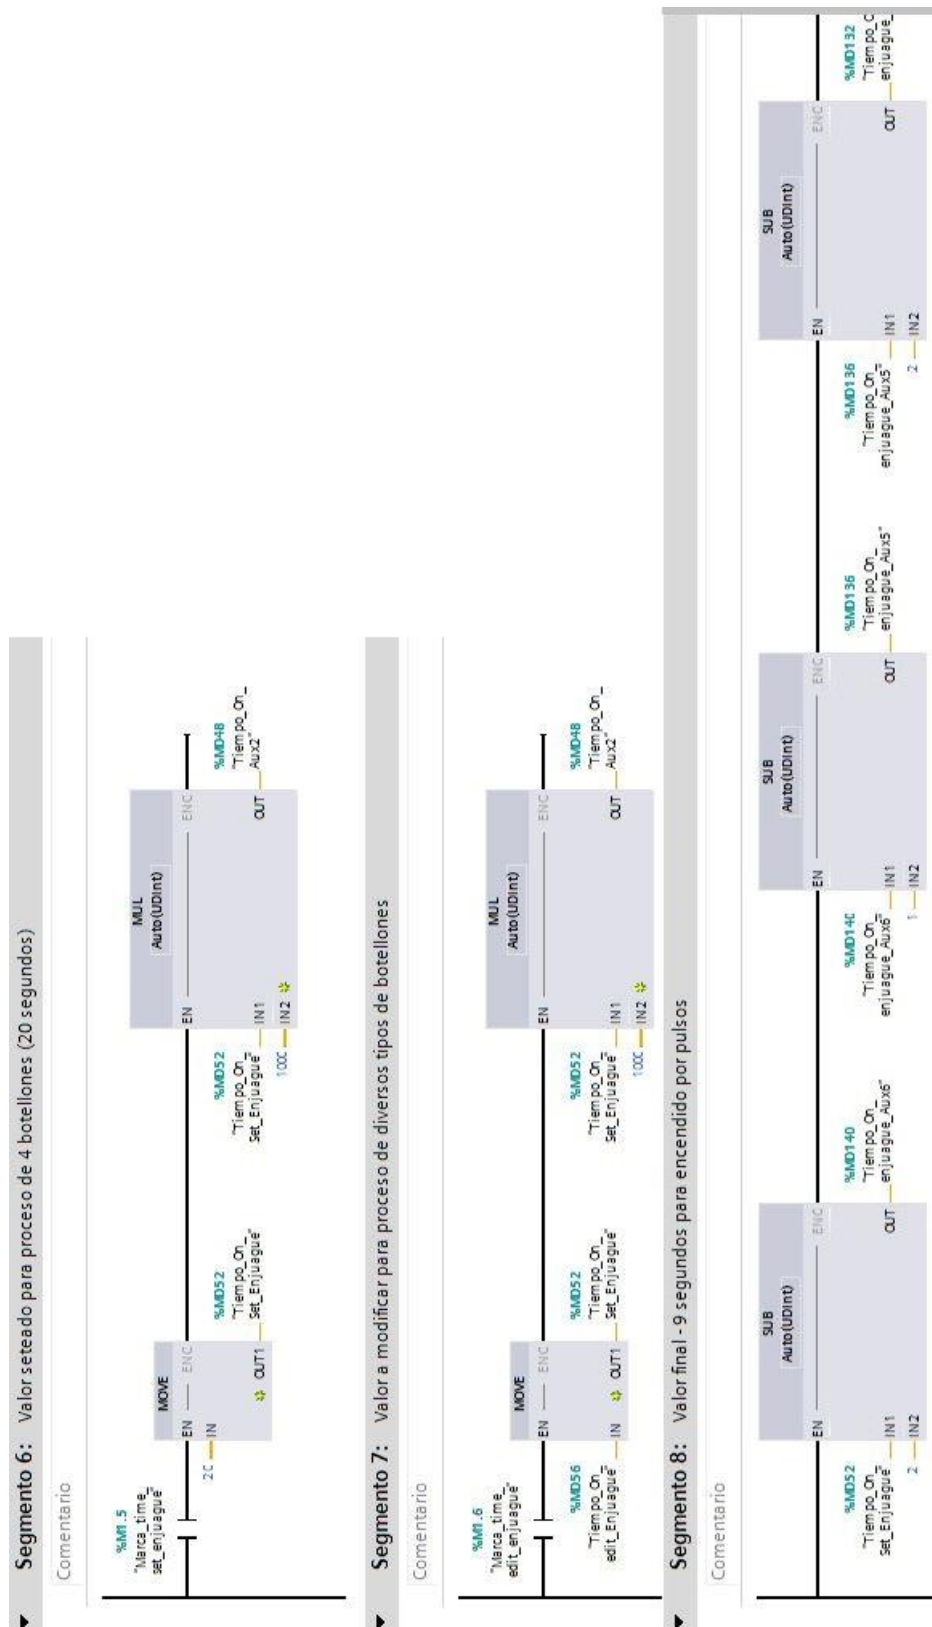 Segmento 6: Valor seteado para proceso de 4 botellones (20 segundos)
Comentario
%M1.5
"Marca_time_
set_enjuague"
MOVE
EN
ENO
20
IN
OUT1
%MD52
"Tiempo_On_
Set_Enjuague"
MUL
Auto(UDInt)
EN
ENO
%MD52
"Tiempo_On_
Set_Enjuague"
IN1
1000
IN2
OUT
%MD48
"Tiempo_On_
Aux2"
Segmento 7: Valor a modificar para proceso de diversos tipos de botellones
Comentario
%M1.6
"Marca_time_
edit_enjuague"
MOVE
EN
ENO
%MD56
"Tiempo_On_
edit_Enjuague"
IN
OUT1
%MD52
"Tiempo_On_
Set_Enjuague"
MUL
Auto(UDInt)
EN
ENO
%MD52
"Tiempo_On_
Set_Enjuague"
IN1
1000
IN2
OUT
%MD48
"Tiempo_On_
Aux2"
Segmento 8: Valor final - 9 segundos para encendido por pulsos
Comentario
SUB
Auto(UDInt)
EN
ENO
%MD52
"Tiempo_On_
Set_Enjuague"
IN1
2
IN2
OUT
%MD140
"Tiempo_On_
enjuague_Aux6"
SUB
Auto(UDInt)
EN
ENO
%MD140
"Tiempo_On_
enjuague_Aux6"
IN1
1
IN2
OUT
%MD136
"Tiempo_On_
enjuague_Aux5"
SUB
Auto(UDInt)
EN
ENO
%MD136
"Tiempo_On_
enjuague_Aux5"
IN1
2
IN2
OUT
%MD132
"Tiempo_O
enjuague_